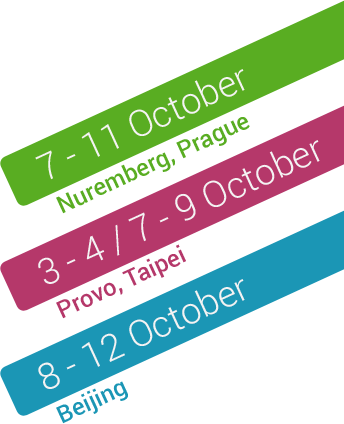 7 - 11 October
Nuremberg, Prague
3 - 4 / 7 - 9 October
Provo, Taipei
8 - 12 October
Beijing